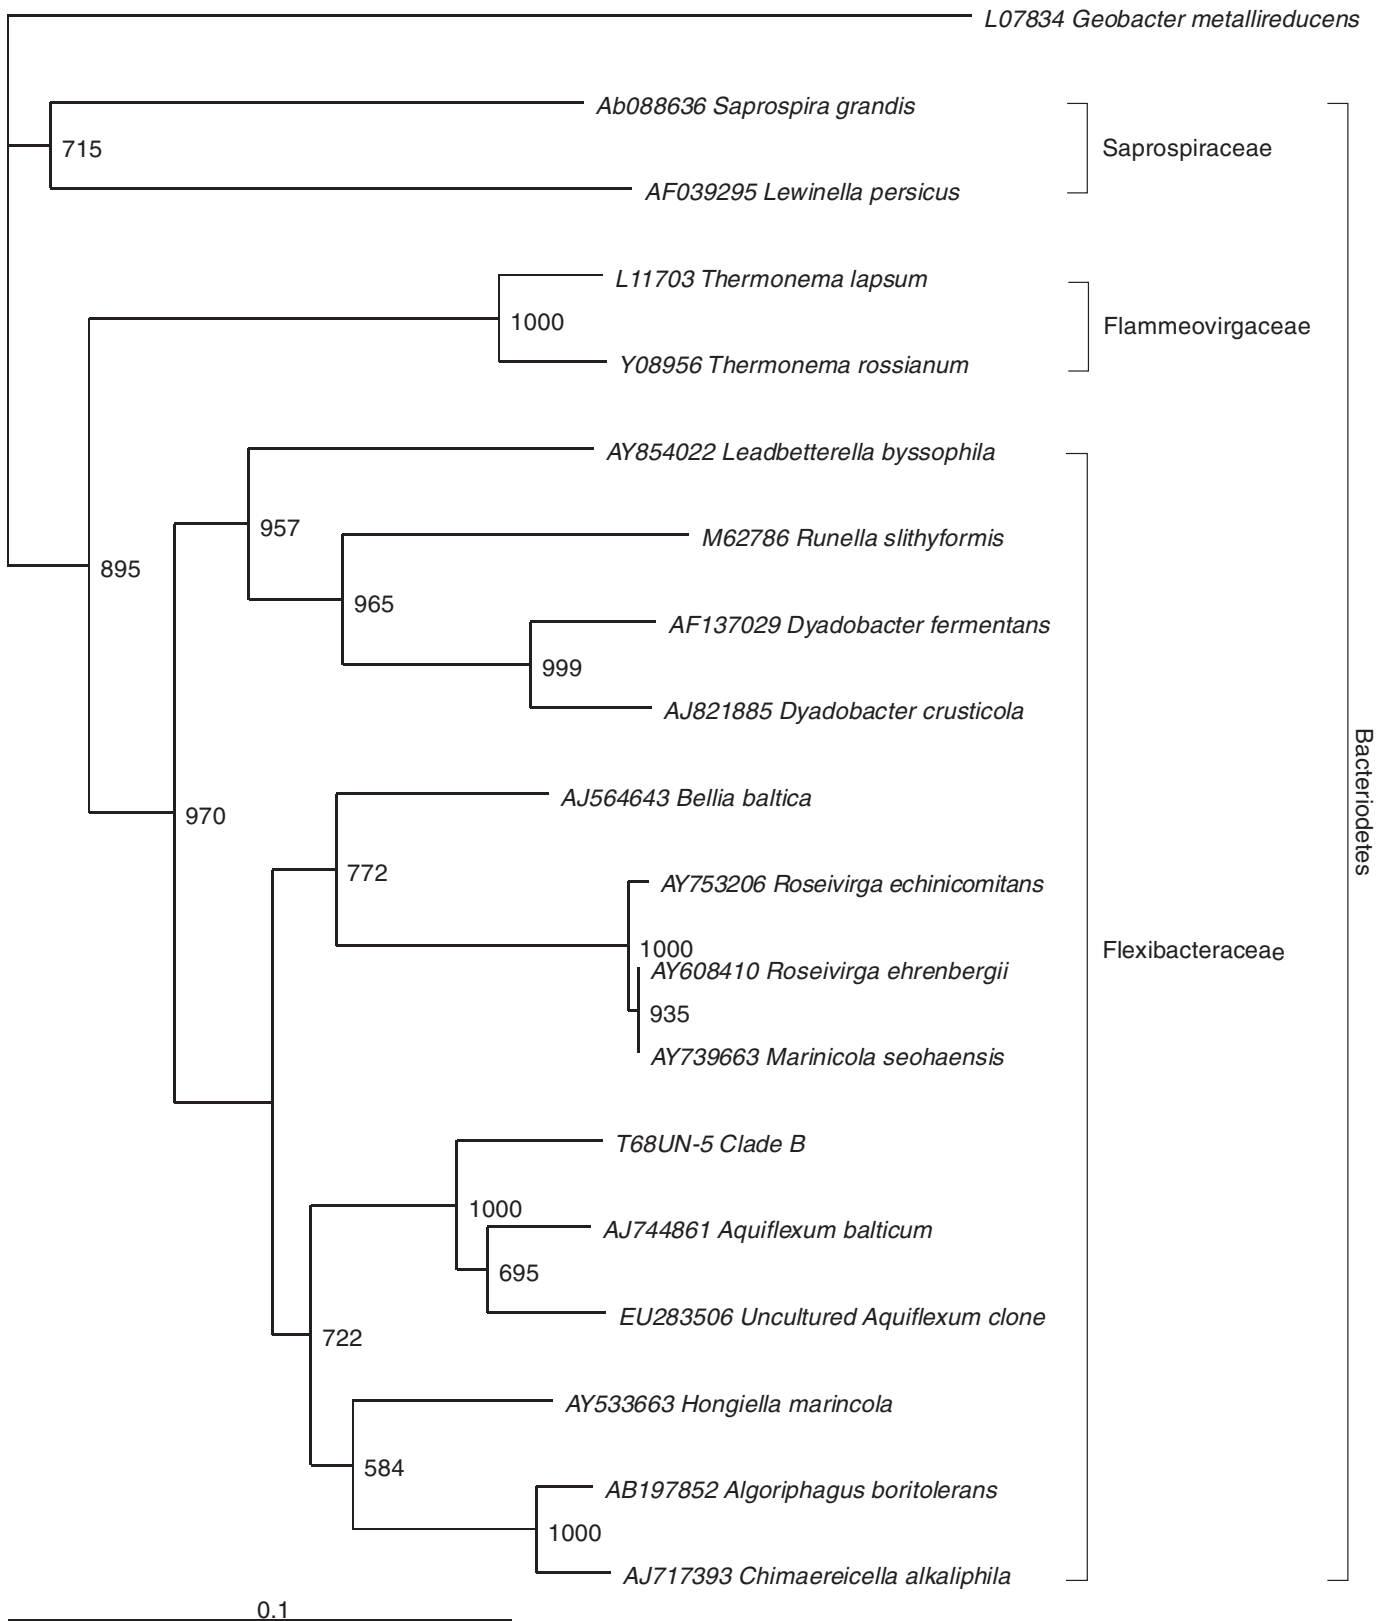 L07834 Geobacter metallireducens
Ab088636 Saprospira grandis
715
Saprospiraceae
AF039295 Lewinella persicus
L11703 Thermonema lapsum
1000
Flammeovirgaceae
Y08956 Thermonema rossianum
AY854022 Leadbetterella byssophila
957
M62786 Runella slithyformis
895
965
AF137029 Dyadobacter fermentans
999
AJ821885 Dyadobacter crusticola
Bacteriodetes
AJ564643 Bellia baltica
970
772
AY753206 Roseivirga echinicomitans
1000
Flexibacteraceae
AY608410 Roseivirga ehrenbergii
935
AY739663 Marinicola seohaensis
T68UN-5 Clade B
1000
AJ744861 Aquiflexum balticum
695
EU283506 Uncultured Aquiflexum clone
722
AY533663 Hongiella marincola
584
AB197852 Algoriphagus boritolerans
1000
AJ717393 Chimaereicella alkaliphila
0.1